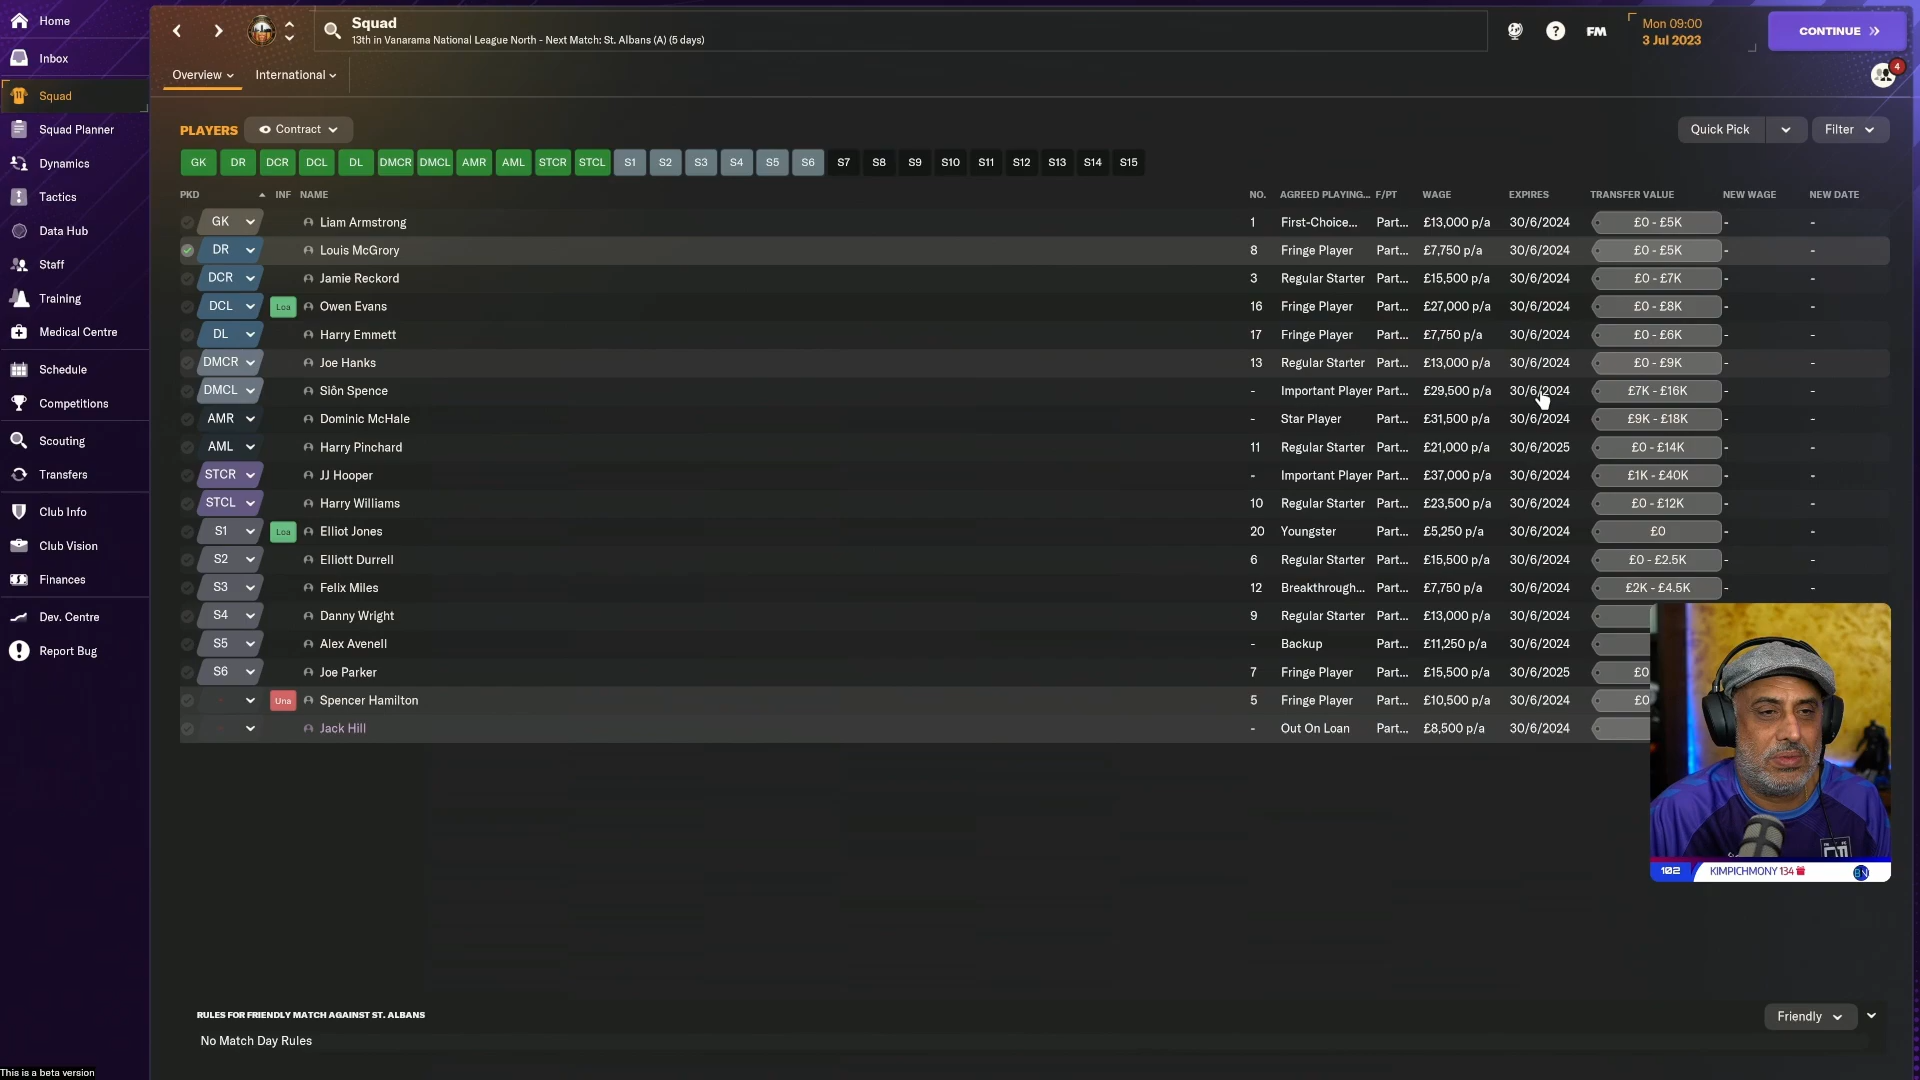 Home
Inbox
Squad
Squad Planner
Dynamics
Tactics
Data Hub
Staff
Training
Medical Centre
Schedule
Competitions
Scouting
Transfers
Club Info
Club Vision
Finances
Dev. Centre
Report Bug
This is a beta version
Squad
13th in Vanarama National League North - Next Match: St. Albans (A) (5 days)
FM
Mon 09:00
3 Jul 2023
CONTINUE
4
Overview International
PLAYERS Contract Quick Pick Filter
GK DR DCR DCL DL DMCR DMCL AMR AML STCR STCL S1 S2 S3 S4 S5 S6 S7 S8 S9 S10 S11 S12 S13 S14 S15
PKD INF NAME NO. AGREED PLAYING... F/PT WAGE EXPIRES TRANSFER VALUE NEW WAGE NEW DATE
GK Liam Armstrong 1 First-Choice... Part... £13,000 p/a 30/6/2024 £0 - £5K - -
DR Louis McGrory 8 Fringe Player Part... £7,750 p/a 30/6/2024 £0 - £5K - -
DCR Jamie Reckord 3 Regular Starter Part... £15,500 p/a 30/6/2024 £0 - £7K - -
DCL Loa Owen Evans 16 Fringe Player Part... £27,000 p/a 30/6/2024 £0 - £8K - -
DL Harry Emmett 17 Fringe Player Part... £7,750 p/a 30/6/2024 £0 - £6K - -
DMCR Joe Hanks 13 Regular Starter Part... £13,000 p/a 30/6/2024 £0 - £9K - -
DMCL Siôn Spence - Important Player Part... £29,500 p/a 30/6/2024 £7K - £16K - -
AMR Dominic McHale - Star Player Part... £31,500 p/a 30/6/2024 £9K - £18K - -
AML Harry Pinchard 11 Regular Starter Part... £21,000 p/a 30/6/2025 £0 - £14K - -
STCR JJ Hooper - Important Player Part... £37,000 p/a 30/6/2024 £1K - £40K - -
STCL Harry Williams 10 Regular Starter Part... £23,500 p/a 30/6/2024 £0 - £12K - -
S1 Loa Elliot Jones 20 Youngster Part... £5,250 p/a 30/6/2024 £0 - -
S2 Elliott Durrell 6 Regular Starter Part... £15,500 p/a 30/6/2024 £0 - £2.5K - -
S3 Felix Miles 12 Breakthrough... Part... £7,750 p/a 30/6/2024 £2K - £4.5K - -
S4 Danny Wright 9 Regular Starter Part... £13,000 p/a 30/6/2024
S5 Alex Avenell - Backup Part... £11,250 p/a 30/6/2024
S6 Joe Parker 7 Fringe Player Part... £15,500 p/a 30/6/2025 £0
Una Spencer Hamilton 5 Fringe Player Part... £10,500 p/a 30/6/2024 £0
Jack Hill - Out On Loan Part... £8,500 p/a 30/6/2024
102 KIMPICHMONY 134
RULES FOR FRIENDLY MATCH AGAINST ST. ALBANS
Friendly
No Match Day Rules